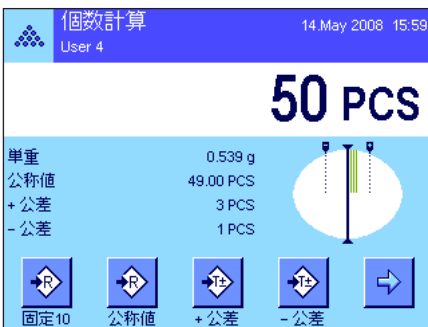 個数計算
14.May 2008 15:59
User 4
50 PCS
単重 0.539 g
公称値 49.00 PCS
+ 公差 3 PCS
- 公差 1 PCS
R R T± T±
固定10 公称値 + 公差 - 公差